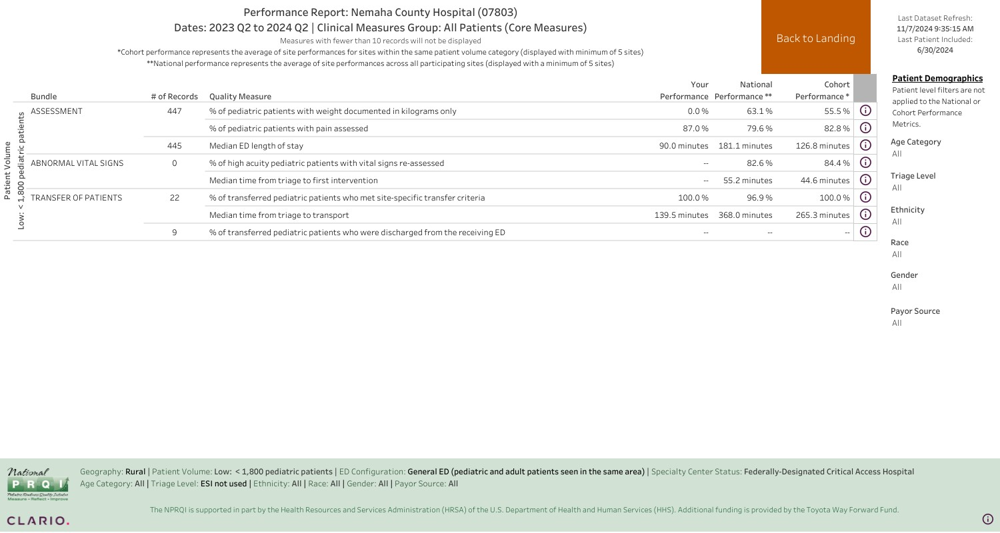 Performance Report: Nemaha County Hospital (07803)
Dates: 2023 Q2 to 2024 Q2 | Clinical Measures Group: All Patients (Core Measures)
Measures with fewer than 10 records will not be displayed
*Cohort performance represents the average of site performances for sites within the same patient volume category (displayed with minimum of 5 sites)
**National performance represents the average of site performances across all participating sites (displayed with a minimum of 5 sites)
Back to Landing
Last Dataset Refresh:
11/7/2024 9:35:15 AM
Last Patient Included:
6/30/2024
Patient Volume
Low: < 1,800 pediatric patients
Your National Cohort
Bundle # of Records Quality Measure Performance Performance ** Performance *
ASSESSMENT 447 % of pediatric patients with weight documented in kilograms only 0.0 % 63.1 % 55.5 %
% of pediatric patients with pain assessed 87.0 % 79.6 % 82.8 %
445 Median ED length of stay 90.0 minutes 181.1 minutes 126.8 minutes
ABNORMAL VITAL SIGNS 0 % of high acuity pediatric patients with vital signs re-assessed -- 82.6 % 84.4 %
Median time from triage to first intervention -- 55.2 minutes 44.6 minutes
TRANSFER OF PATIENTS 22 % of transferred pediatric patients who met site-specific transfer criteria 100.0 % 96.9 % 100.0 %
Median time from triage to transport 139.5 minutes 368.0 minutes 265.3 minutes
9 % of transferred pediatric patients who were discharged from the receiving ED -- -- --
Patient Demographics
Patient level filters are not
applied to the National or
Cohort Performance
Metrics.
Age Category
All
Triage Level
All
Ethnicity
All
Race
All
Gender
All
Payor Source
All
National
PRQI
Pediatric Readiness Quality Initiative
Measure • Reflect • Improve
CLARIO.
Geography: Rural | Patient Volume: Low: < 1,800 pediatric patients | ED Configuration: General ED (pediatric and adult patients seen in the same area) | Specialty Center Status: Federally-Designated Critical Access Hospital
Age Category: All | Triage Level: ESI not used | Ethnicity: All | Race: All | Gender: All | Payor Source: All
The NPRQI is supported in part by the Health Resources and Services Administration (HRSA) of the U.S. Department of Health and Human Services (HHS). Additional funding is provided by the Toyota Way Forward Fund.